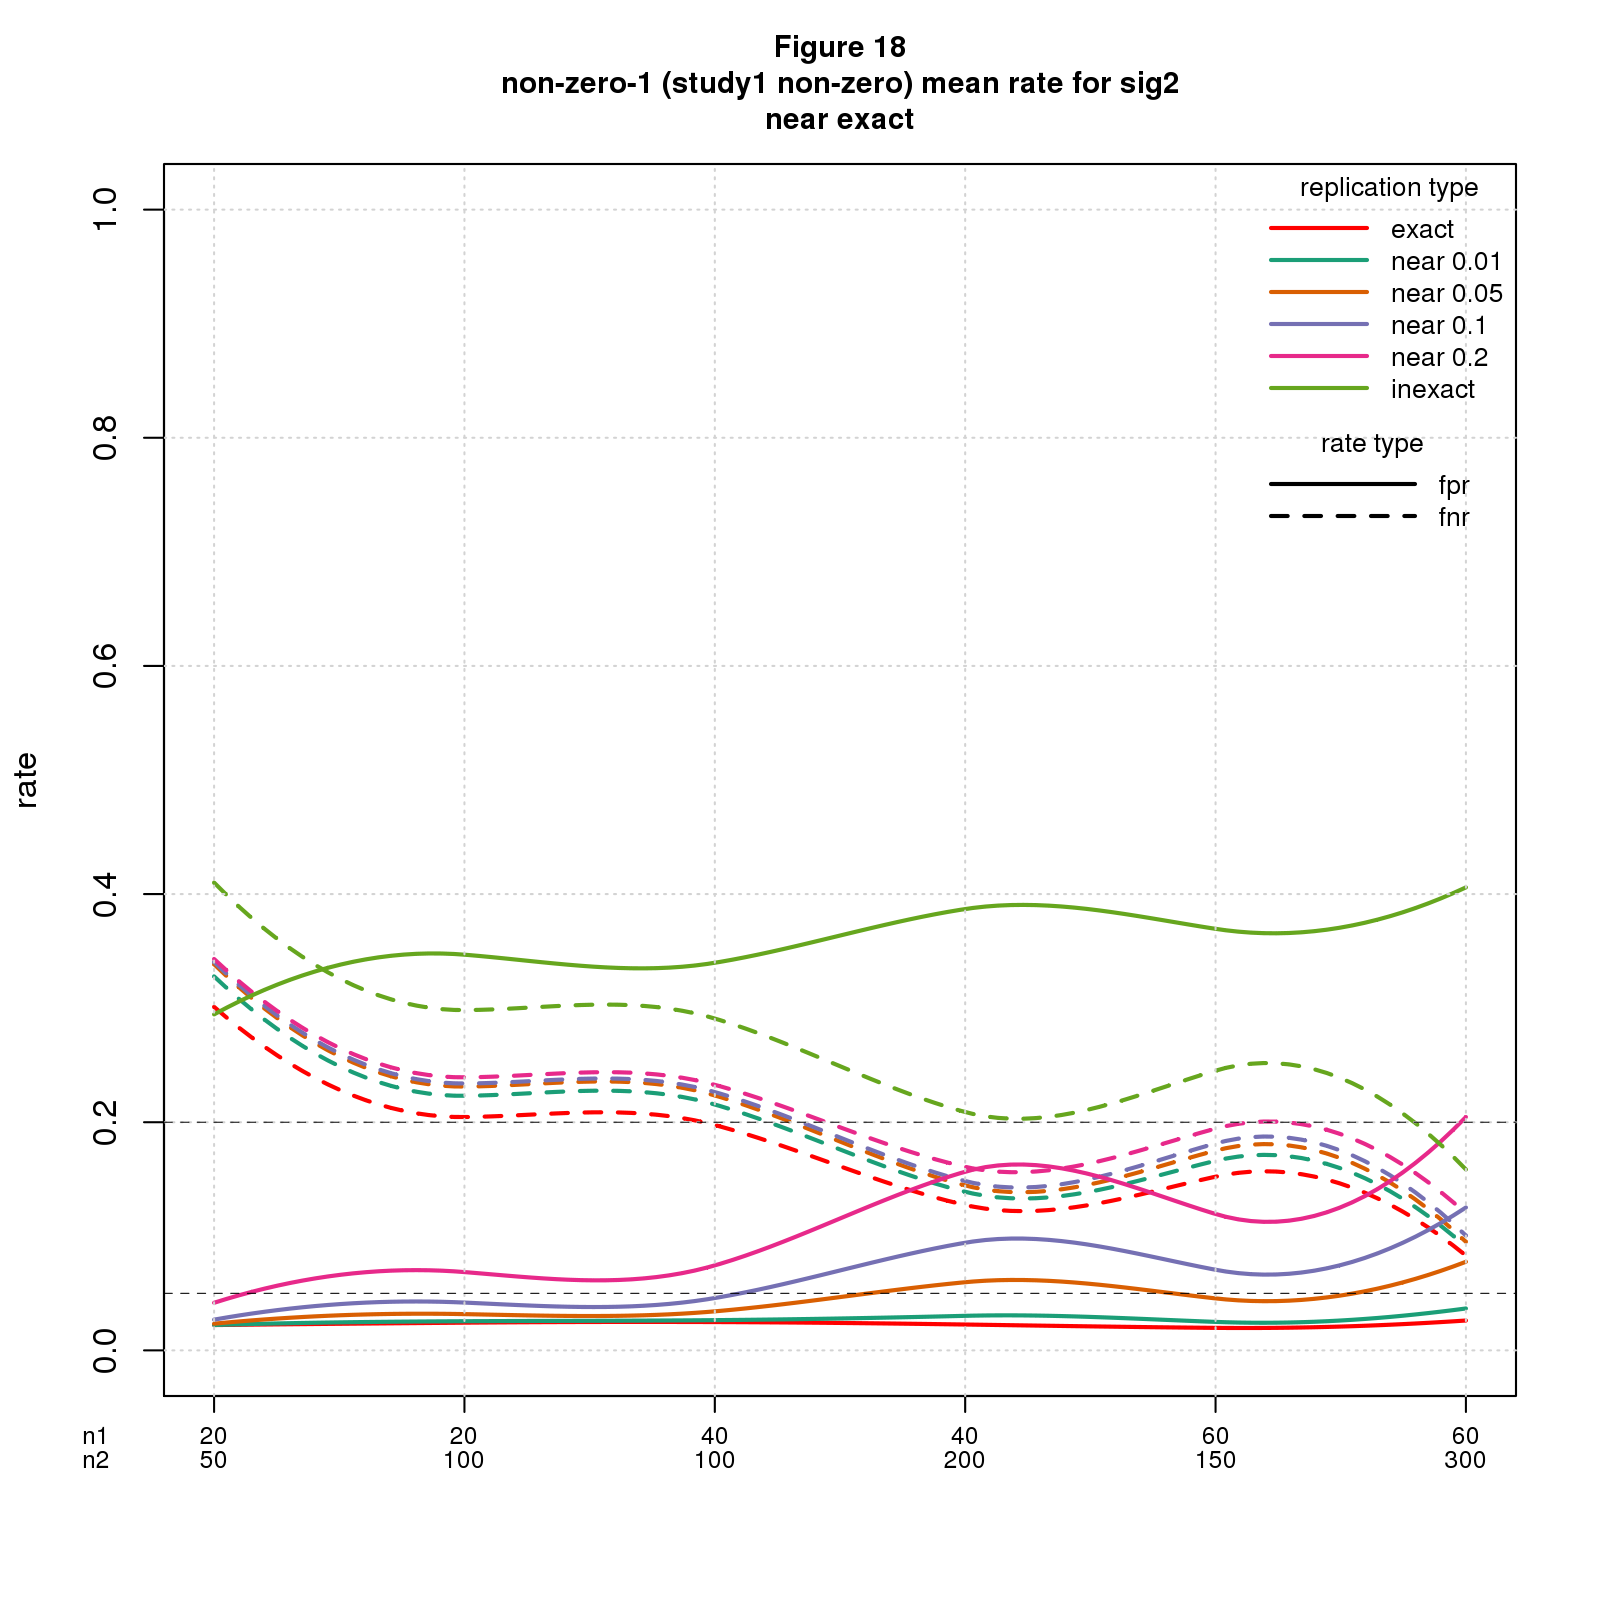 Figure 18
non-zero-1 (study1 non-zero) mean rate for sig2
near exact
replication type
exact
near 0.01
near 0.05
near 0.1
near 0.2
inexact
rate type
fpr
fnr
rate
1.0
0.8
0.6
0.4
0.2
0.0
n1 20 20 40 40 60 60
n2 50 100 100 200 150 300